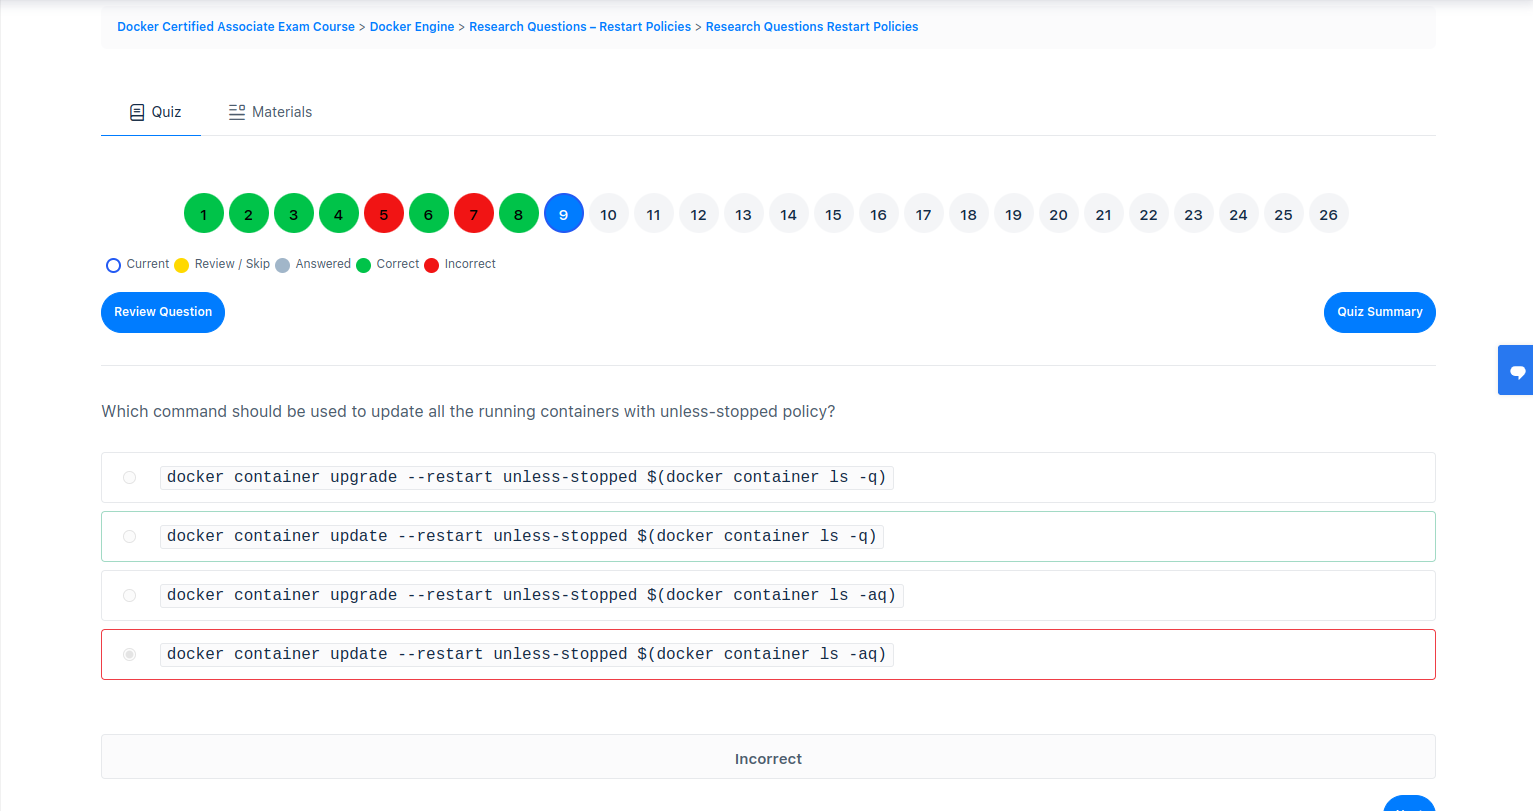 Docker Certified Associate Exam Course > Docker Engine > Research Questions – Restart Policies > Research Questions Restart Policies
Quiz Materials
1 2 3 4 5 6 7 8 9 10 11 12 13 14 15 16 17 18 19 20 21 22 23 24 25 26
Current Review / Skip Answered Correct Incorrect
Review Question Quiz Summary
Which command should be used to update all the running containers with unless-stopped policy?
docker container upgrade --restart unless-stopped $(docker container ls -q)
docker container update --restart unless-stopped $(docker container ls -q)
docker container upgrade --restart unless-stopped $(docker container ls -aq)
docker container update --restart unless-stopped $(docker container ls -aq)
Incorrect